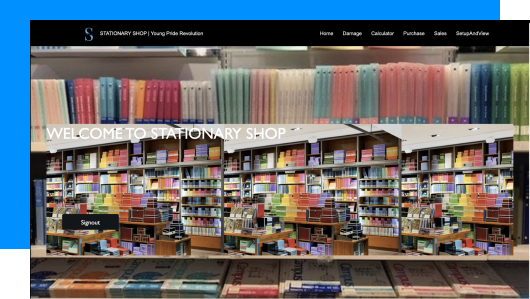 S STATIONARY SHOP | Young Pride Revolution
Home Damage Calculator Purchase Sales SetupAndView
WELCOME TO STATIONARY SHOP
Signout